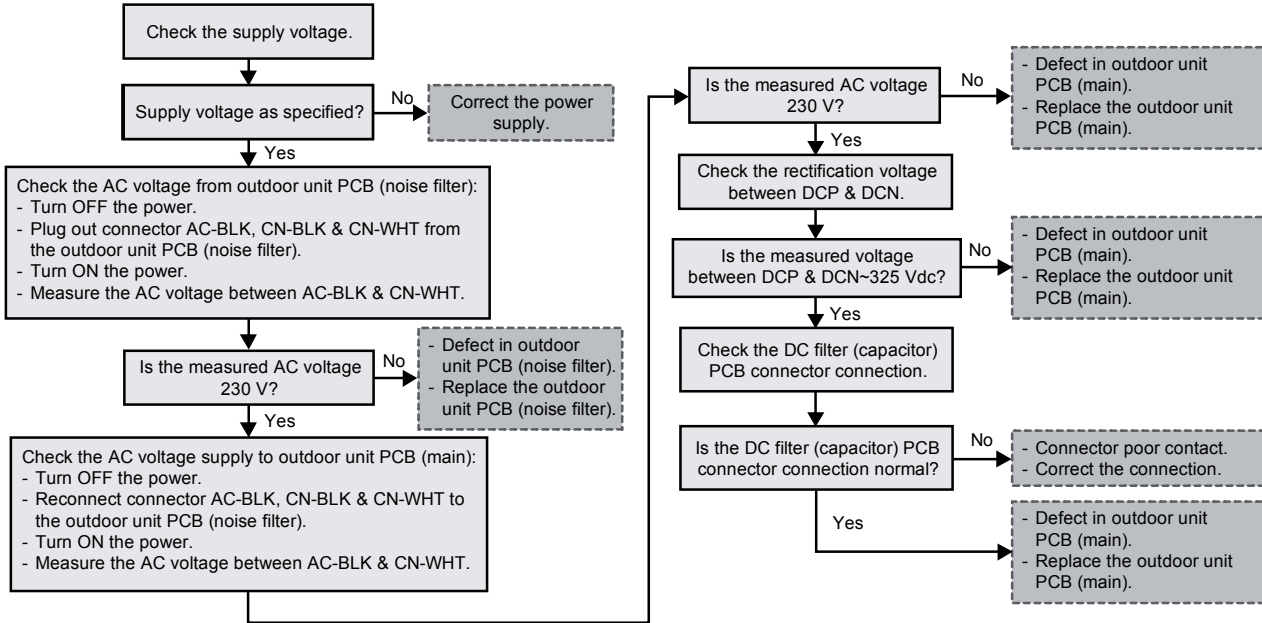 Check the supply voltage.
Supply voltage as specified?
No
Correct the power
supply.
Yes
Check the AC voltage from outdoor unit PCB (noise filter):
- Turn OFF the power.
- Plug out connector AC-BLK, CN-BLK & CN-WHT from
the outdoor unit PCB (noise filter).
- Turn ON the power.
- Measure the AC voltage between AC-BLK & CN-WHT.
Is the measured AC voltage
230 V?
No
- Defect in outdoor
unit PCB (noise filter).
- Replace the outdoor
unit PCB (noise filter).
Yes
Check the AC voltage supply to outdoor unit PCB (main):
- Turn OFF the power.
- Reconnect connector AC-BLK, CN-BLK & CN-WHT to
the outdoor unit PCB (noise filter).
- Turn ON the power.
- Measure the AC voltage between AC-BLK & CN-WHT.
Is the measured AC voltage
230 V?
No
- Defect in outdoor unit
PCB (main).
- Replace the outdoor unit
PCB (main).
Yes
Check the rectification voltage
between DCP & DCN.
Is the measured voltage
between DCP & DCN~325 Vdc?
No
- Defect in outdoor unit
PCB (main).
- Replace the outdoor unit
PCB (main).
Yes
Check the DC filter (capacitor)
PCB connector connection.
Is the DC filter (capacitor) PCB
connector connection normal?
No
- Connector poor contact.
- Correct the connection.
Yes
- Defect in outdoor unit
PCB (main).
- Replace the outdoor unit
PCB (main).